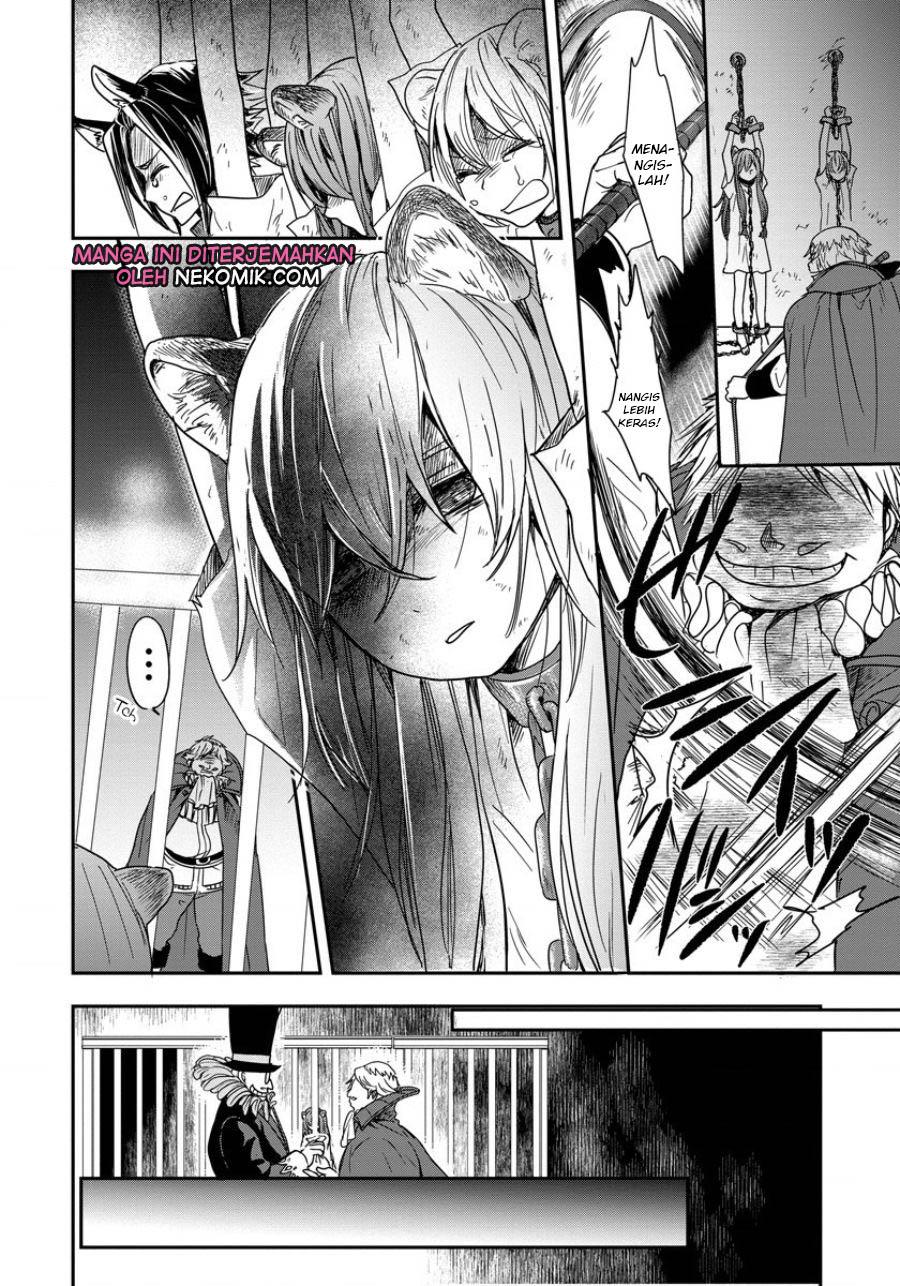 MENA-
NGIS-
LAH!
MANGA INI DITERJEMAHKAN
OLEH NEKOMIK.COM
NANGIS
LEBIH
KERAS!
...
Tch